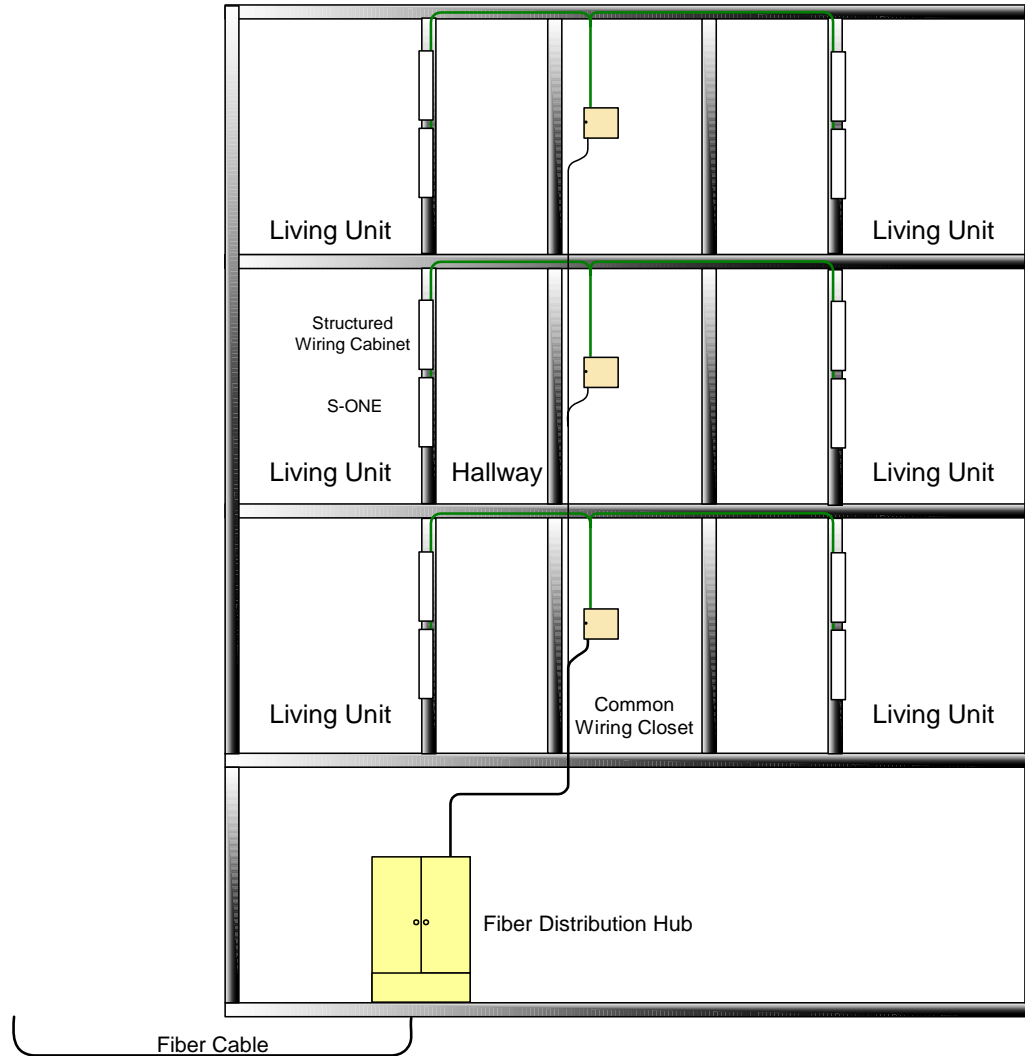 Living Unit
Living Unit
Structured
Wiring Cabinet
S-ONE
Living Unit
Hallway
Living Unit
Common
Wiring Closet
Living Unit
Living Unit
Fiber Distribution Hub
Fiber Cable